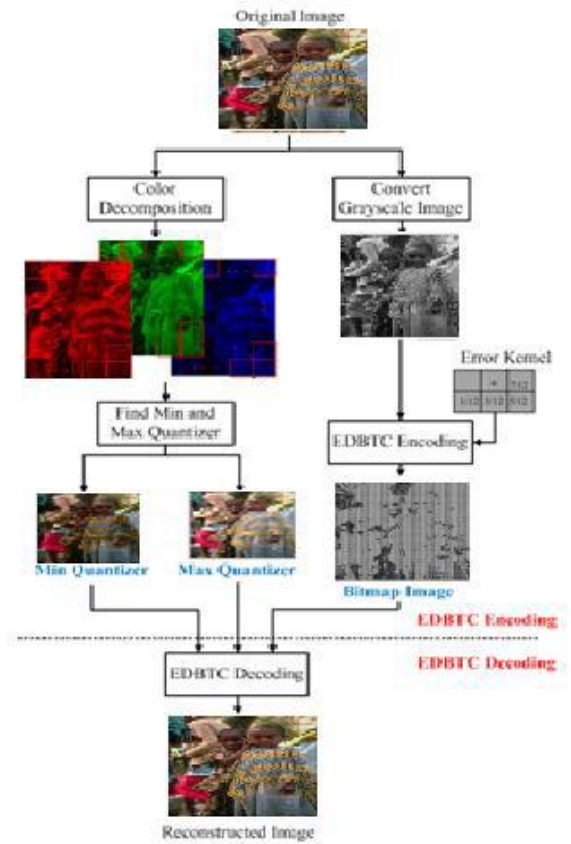 Original Image
Color
Decomposition
Convert
Grayscale Image
Error Kernel
*
Find Min and
Max Quantizer
EDBTC Encoding
Min Quantizer
Max Quantizer
Bitmap Image
EDBTC Encoding
EDBTC Decoding
EDBTC Decoding
Reconstructed Image